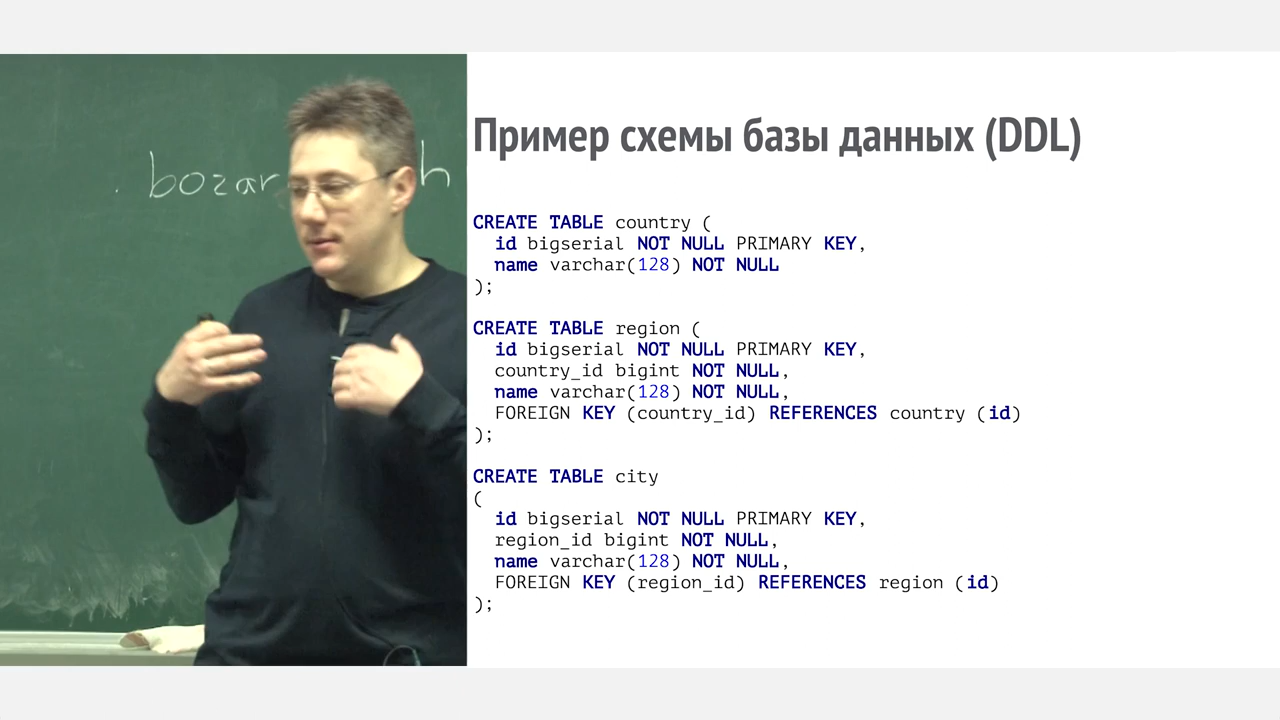 bozar h
Пример схемы базы данных (DDL)
CREATE TABLE country (
id bigserial NOT NULL PRIMARY KEY,
name varchar(128) NOT NULL
);
CREATE TABLE region (
id bigserial NOT NULL PRIMARY KEY,
country_id bigint NOT NULL,
name varchar(128) NOT NULL,
FOREIGN KEY (country_id) REFERENCES country (id)
);
CREATE TABLE city
(
id bigserial NOT NULL PRIMARY KEY,
region_id bigint NOT NULL,
name varchar(128) NOT NULL,
FOREIGN KEY (region_id) REFERENCES region (id)
);